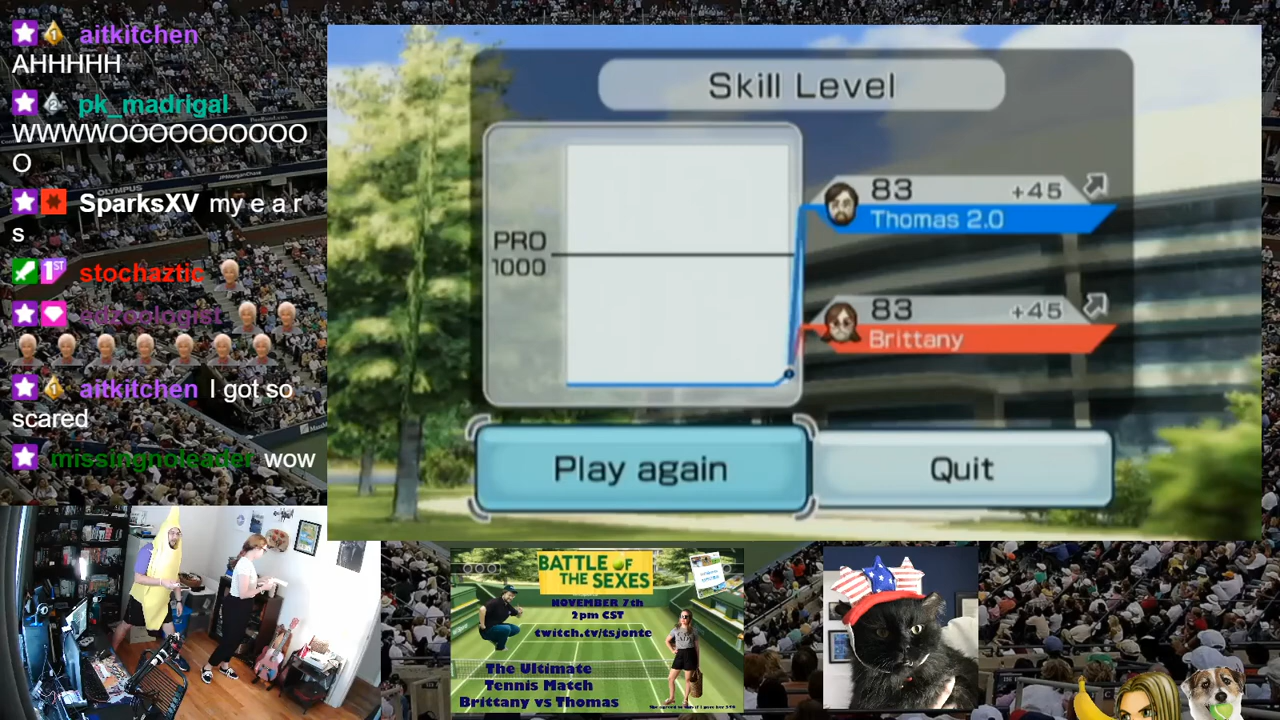 aitkitchen
AHHHHH
pk_madrigal
WWWWOOOOOOOOOO
O
SparksXV my e a r
s
stochaztic
edzoologist
aitkitchen I got so
scared
missingnoleader wow
OLYMPUS
Skill Level
PRO
1000
83 +45
Thomas 2.0
83 +45
Brittany
Play again
Quit
BATTLE OF
THE SEXES
NOVEMBER 7th
2pm CST
twitch.tv/tsjonte
The Ultimate
Tennis Match
Brittany vs Thomas